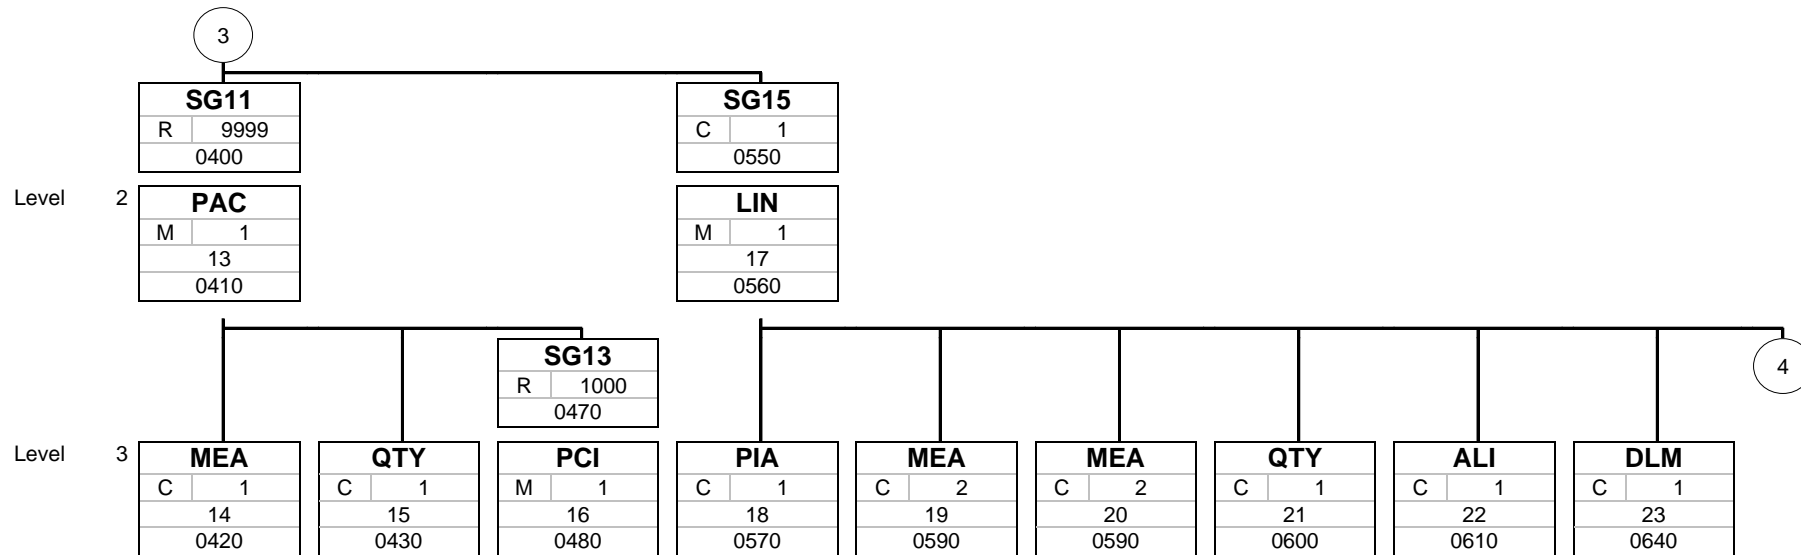 3
SG11 SG15
R 9999 C 1
0400 0550
Level 2 PAC LIN
M 1 M 1
13 17
0410 0560
SG13
R 1000 4
0470
Level 3 MEA QTY PCI PIA MEA MEA QTY ALI DLM
C 1 C 1 M 1 C 1 C 2 C 2 C 1 C 1 C 1
14 15 16 18 19 20 21 22 23
0420 0430 0480 0570 0590 0590 0600 0610 0640